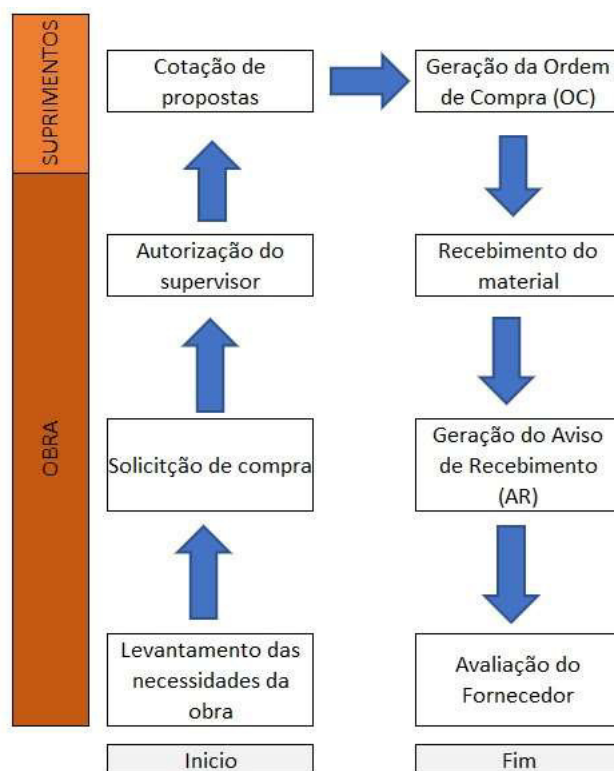 SUPRIMENTOS
OBRA
Cotação de
propostas
Geração da Ordem
de Compra (OC)
Autorização do
supervisor
Recebimento do
material
Solicitção de compra
Geração do Aviso
de Recebimento
(AR)
Levantamento das
necessidades da
obra
Avaliação do
Fornecedor
Inicio
Fim